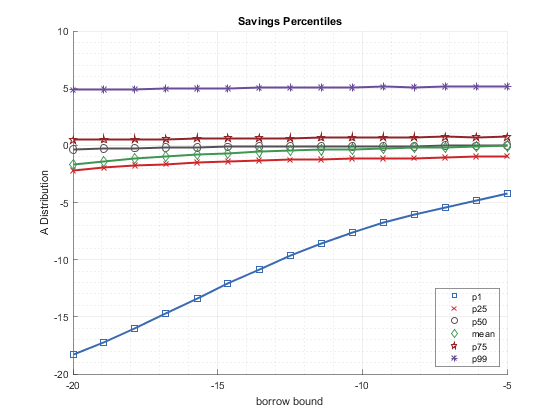 Savings Percentiles
10
5
0
-5
-10
-15
-20
A Distribution
-20
-15
-10
-5
borrow bound
p1
p25
p50
mean
p75
p99